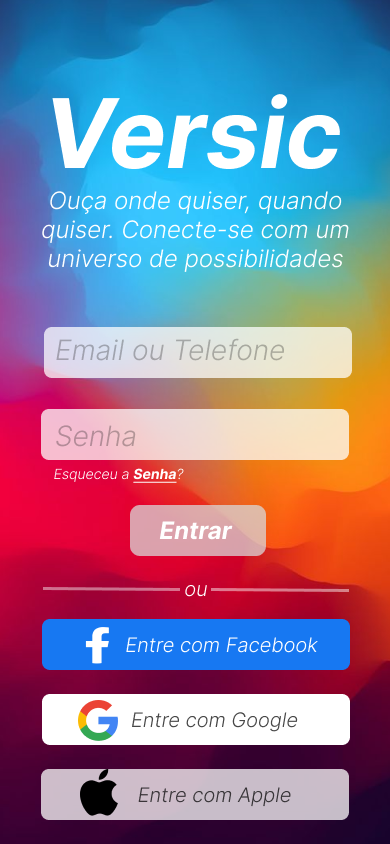 Versic
Ouça onde quiser, quando
quiser. Conecte-se com um
universo de possibilidades
Email ou Telefone
Senha
Esqueceu a Senha?
Entrar
ou
Entre com Facebook
Entre com Google
Entre com Apple